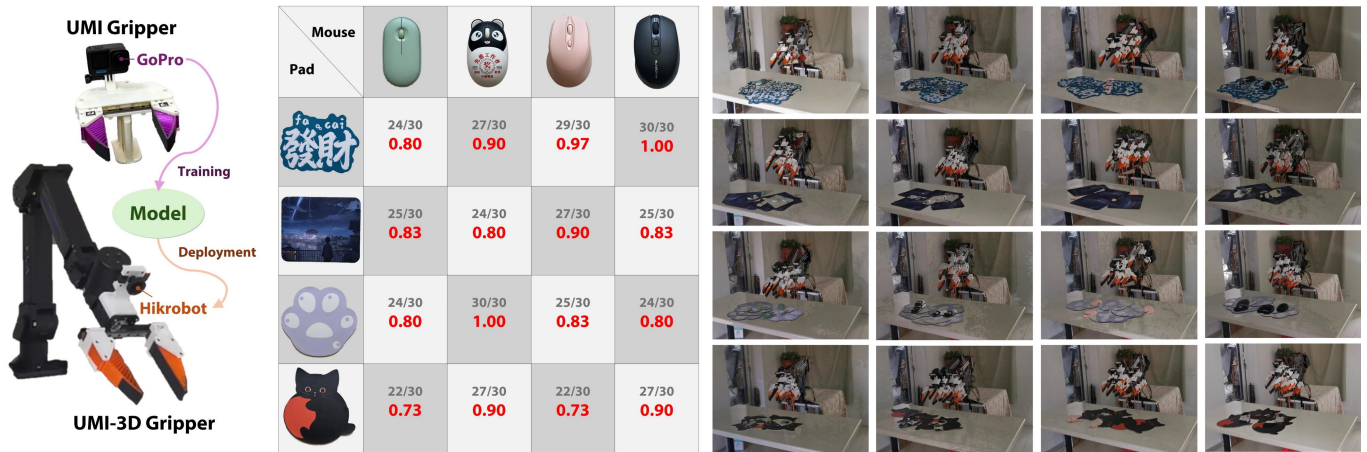 UMI Gripper
GoPro
Training
Model
Deployment
Hikrobot
UMI-3D Gripper
Mouse
Pad
fa cai
發財
24/30
0.80
27/30
0.90
29/30
0.97
30/30
1.00
25/30
0.83
24/30
0.80
27/30
0.90
25/30
0.83
24/30
0.80
30/30
1.00
25/30
0.83
24/30
0.80
22/30
0.73
27/30
0.90
22/30
0.73
27/30
0.90